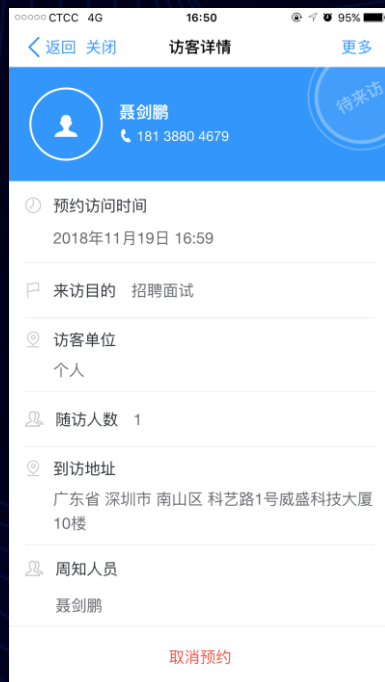 CTCC 4G 16:50 95%
返回 关闭 访客详情 更多
待来访
聂剑鹏
181 3880 4679
预约访问时间
2018年11月19日 16:59
来访目的 招聘面试
访客单位
个人
随访人数 1
到访地址
广东省 深圳市 南山区 科艺路1号威盛科技大厦
10楼
周知人员
聂剑鹏
取消预约